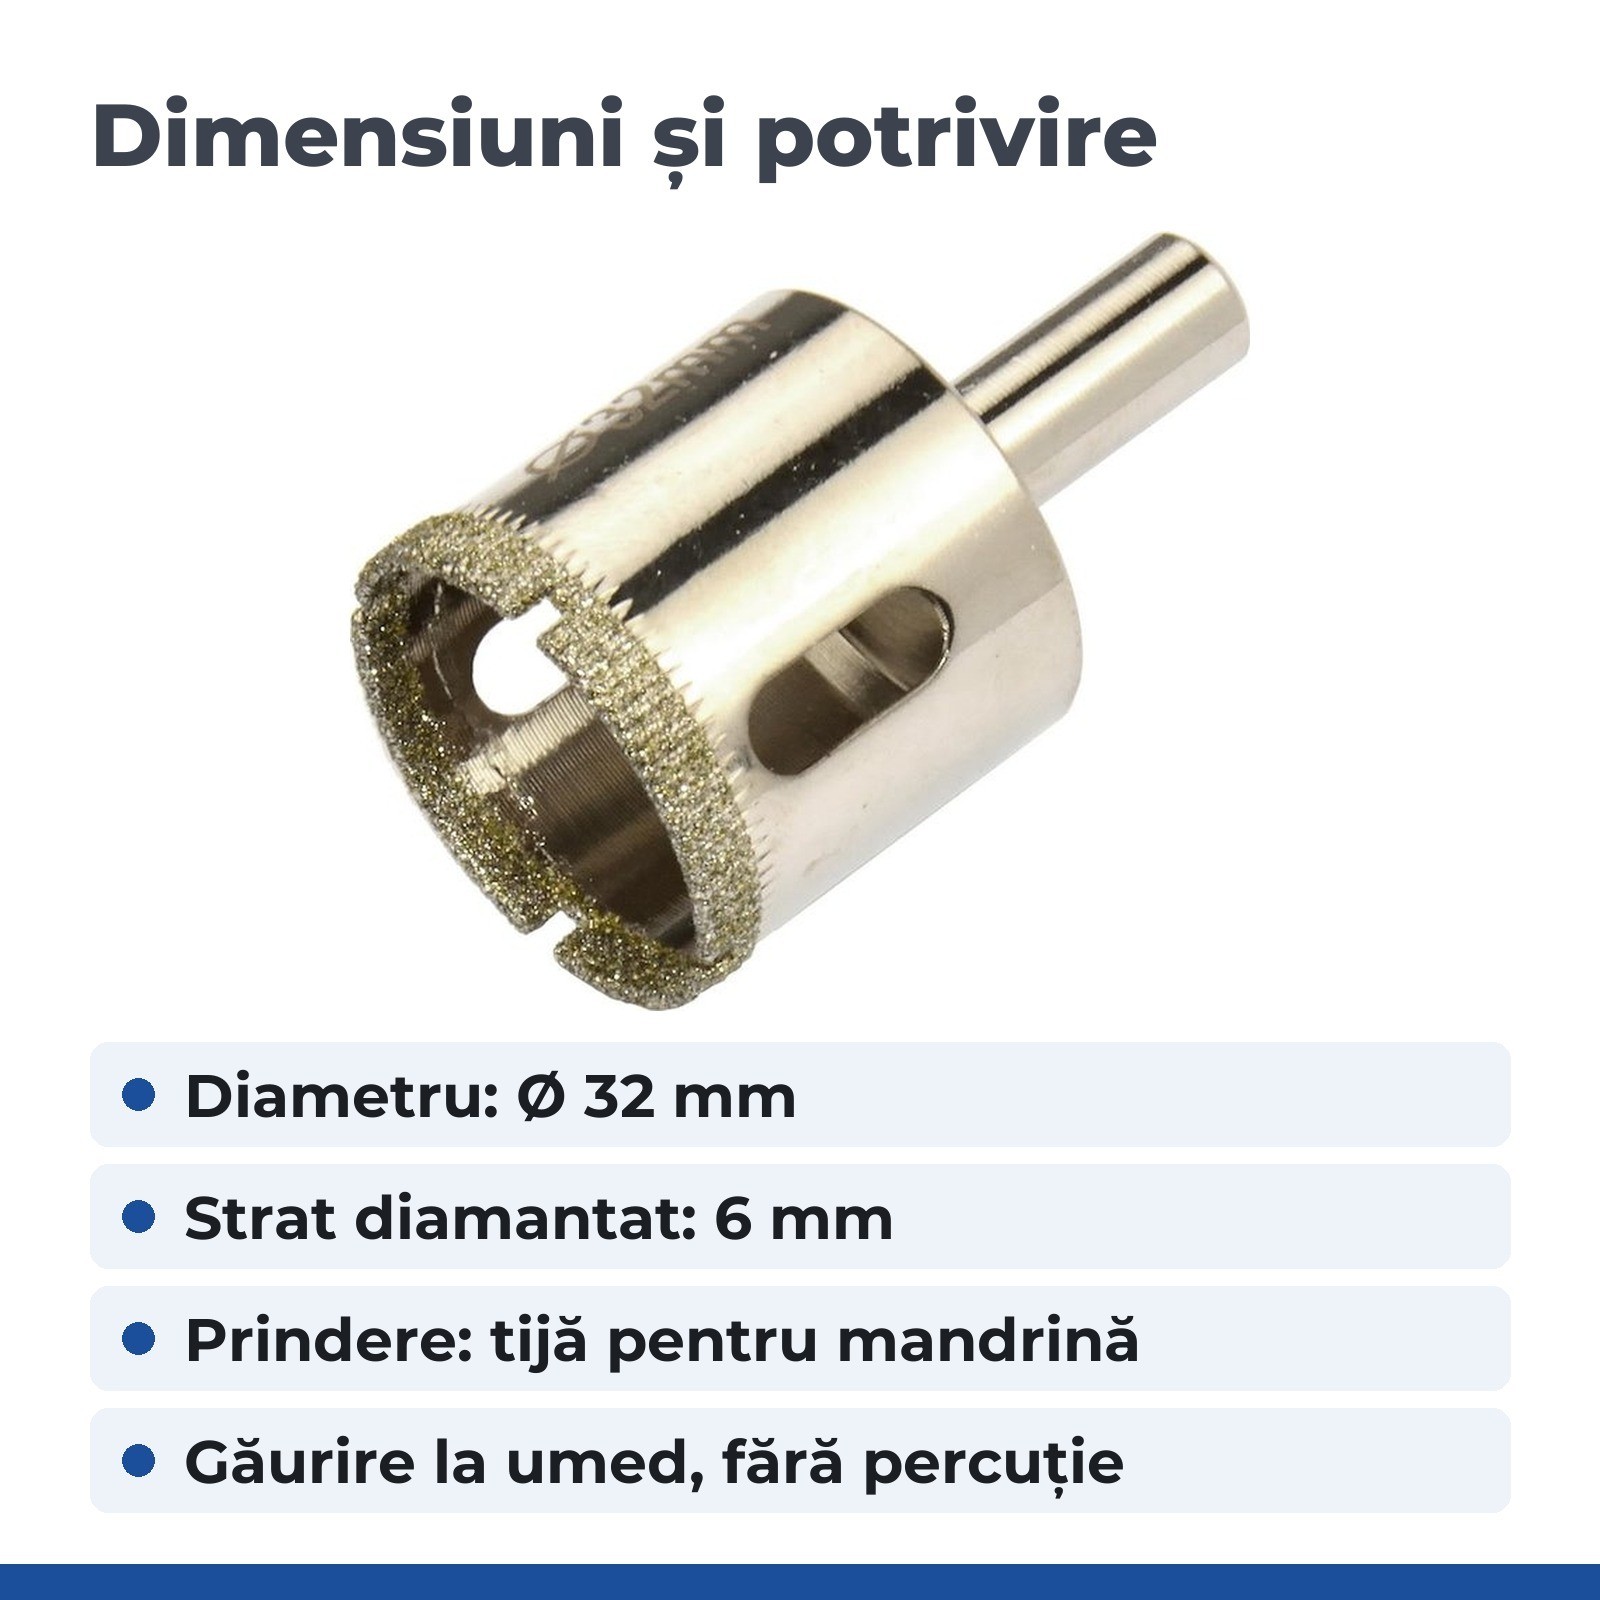 Dimensiuni și potrivire
Ø32mm
Diametru: Ø 32 mm
Strat diamantat: 6 mm
Prindere: tijă pentru mandrină
Găurire la umed, fără percuție